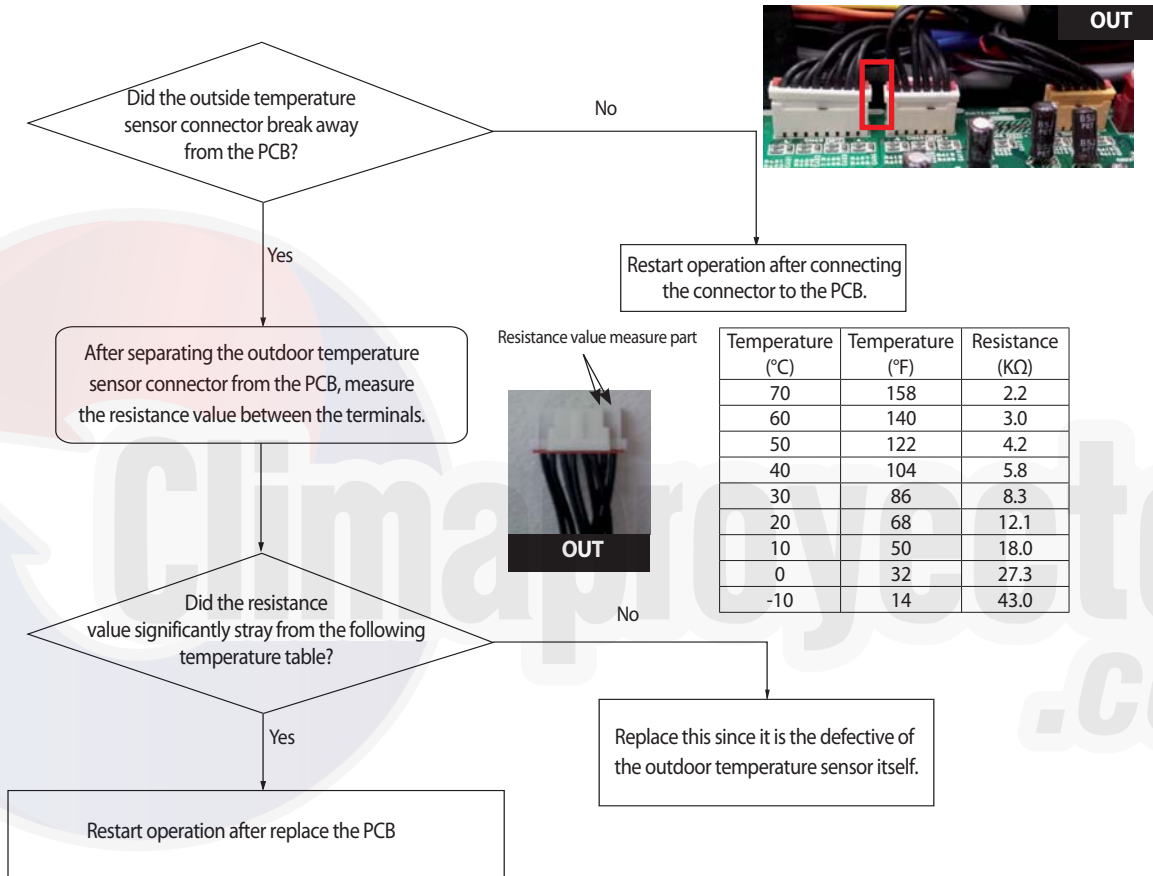 OUT
Did the outside temperature
sensor connector break away
from the PCB?
No
Yes
Restart operation after connecting
the connector to the PCB.
After separating the outdoor temperature
sensor connector from the PCB, measure
the resistance value between the terminals.
Resistance value measure part
OUT
Temperature (°C) Temperature (°F) Resistance (KΩ)
70 158 2.2
60 140 3.0
50 122 4.2
40 104 5.8
30 86 8.3
20 68 12.1
10 50 18.0
0 32 27.3
-10 14 43.0
Did the resistance
value significantly stray from the following
temperature table?
No
Yes
Replace this since it is the defective of
the outdoor temperature sensor itself.
Restart operation after replace the PCB
Climaproyecto
.c